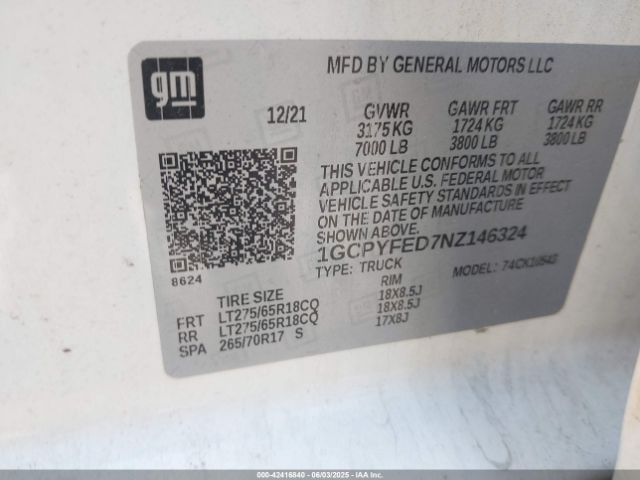 gm
MFD BY GENERAL MOTORS LLC
12/21 GVWR GAWR FRT GAWR RR
3175 KG 1724 KG 1724 KG
7000 LB 3800 LB 3800 LB
THIS VEHICLE CONFORMS TO ALL
APPLICABLE U.S. FEDERAL MOTOR
VEHICLE SAFETY STANDARDS IN EFFECT
ON THE DATE OF MANUFACTURE
SHOWN ABOVE.
1GCPYFED7NZ146324
8624
TYPE: TRUCK MODEL:
TIRE SIZE RIM
FRT LT275/65R18CQ 18X8.5J
RR LT275/65R18CQ 18X8.5J
SPA 265/70R17 S 17X8J
000-42416840 - 06/03/2025 - COPYRIGHT IAA, LLC